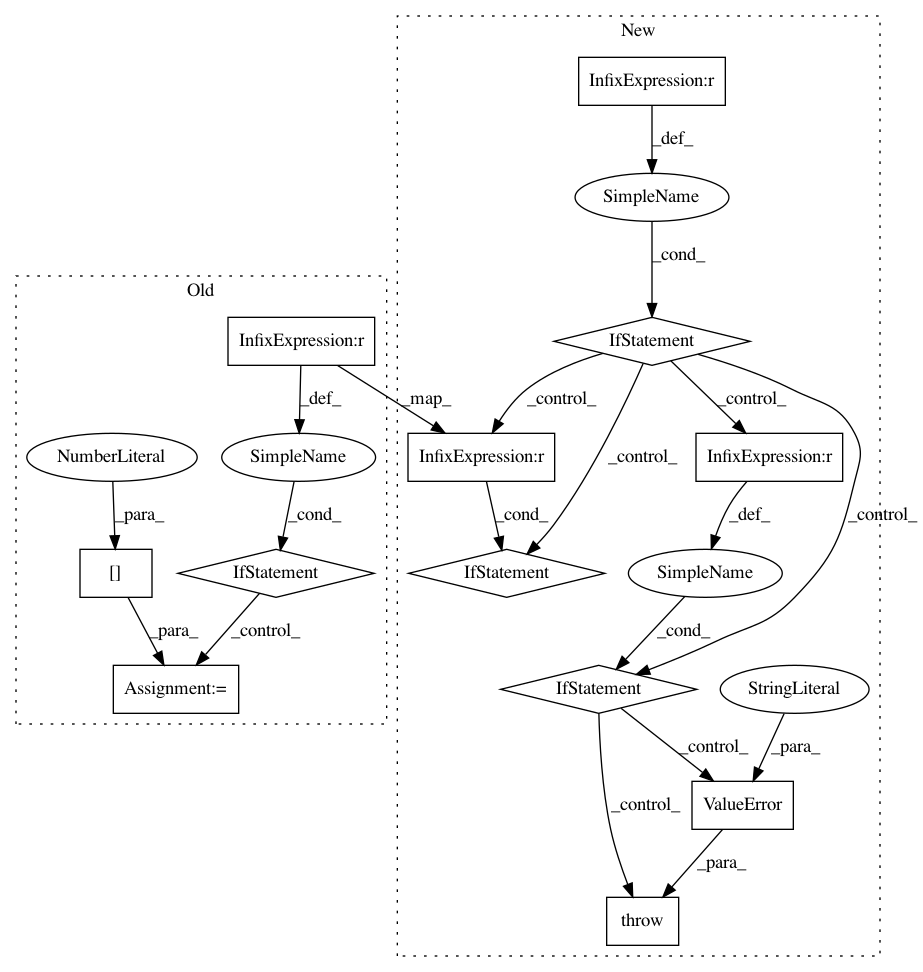 New
InfixExpression:r
_def_
SimpleName
_cond_
Old
InfixExpression:r
IfStatement
_def_
_map_
_control_
_control_
_control_
_control_
NumberLiteral
SimpleName
InfixExpression:r
InfixExpression:r
_para_
_cond_
_cond_
_def_
[]
IfStatement
IfStatement
SimpleName
_para_
_control_
_cond_
Assignment:=
IfStatement
StringLiteral
_control_
_para_
_control_
ValueError
_para_
throw